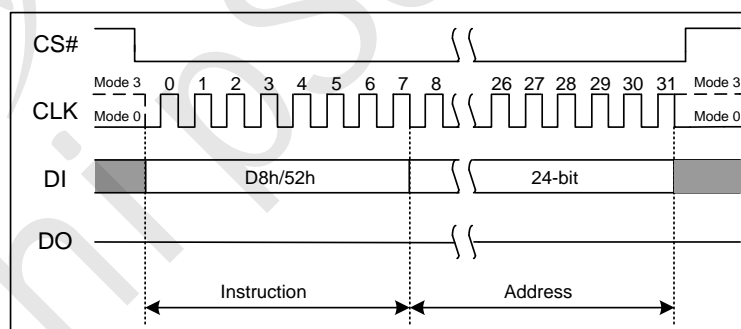 CS#
Mode 3 0 1 2 3 4 5 6 7 8 26 27 28 29 30 31 Mode 3
CLK
Mode 0 Mode 0
DI D8h/52h 24-bit
DO
Instruction Address